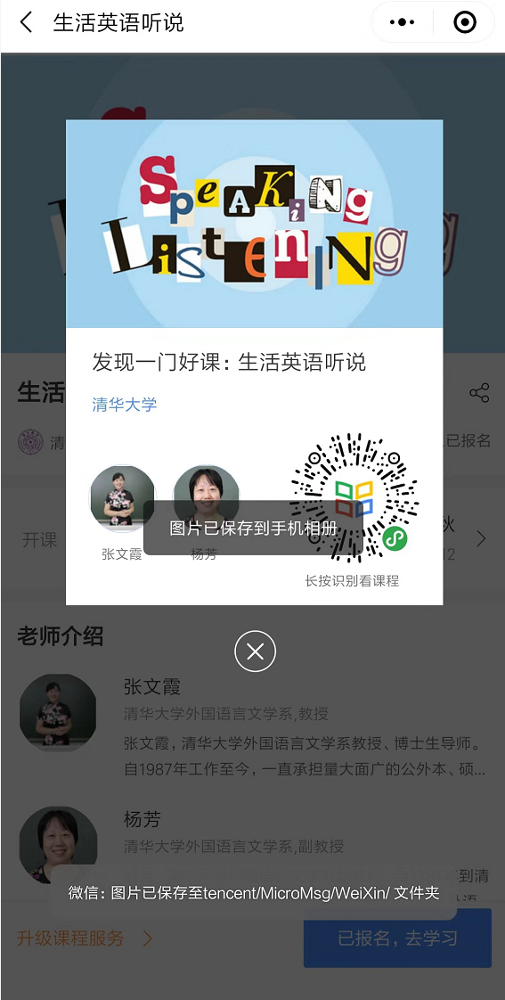 生活英语听说
SPeAKiNg
LiSteNINg
发现一门好课：生活英语听说
清华大学
张文霞
杨芳
图片已保存到手机相册
长按识别看课程
生活
清
已报名
开课
秋
12
老师介绍
张文霞
清华大学外国语言文学系,教授
张文霞，清华大学外国语言文学系教授、博士生导师。
自1987年工作至今，一直承担量大面广的公外本、硕...
杨芳
清华大学外国语言文学系,副教授
到清
微信：图片已保存至tencent/MicroMsg/WeiXin/ 文件夹
升级课程服务
已报名，去学习